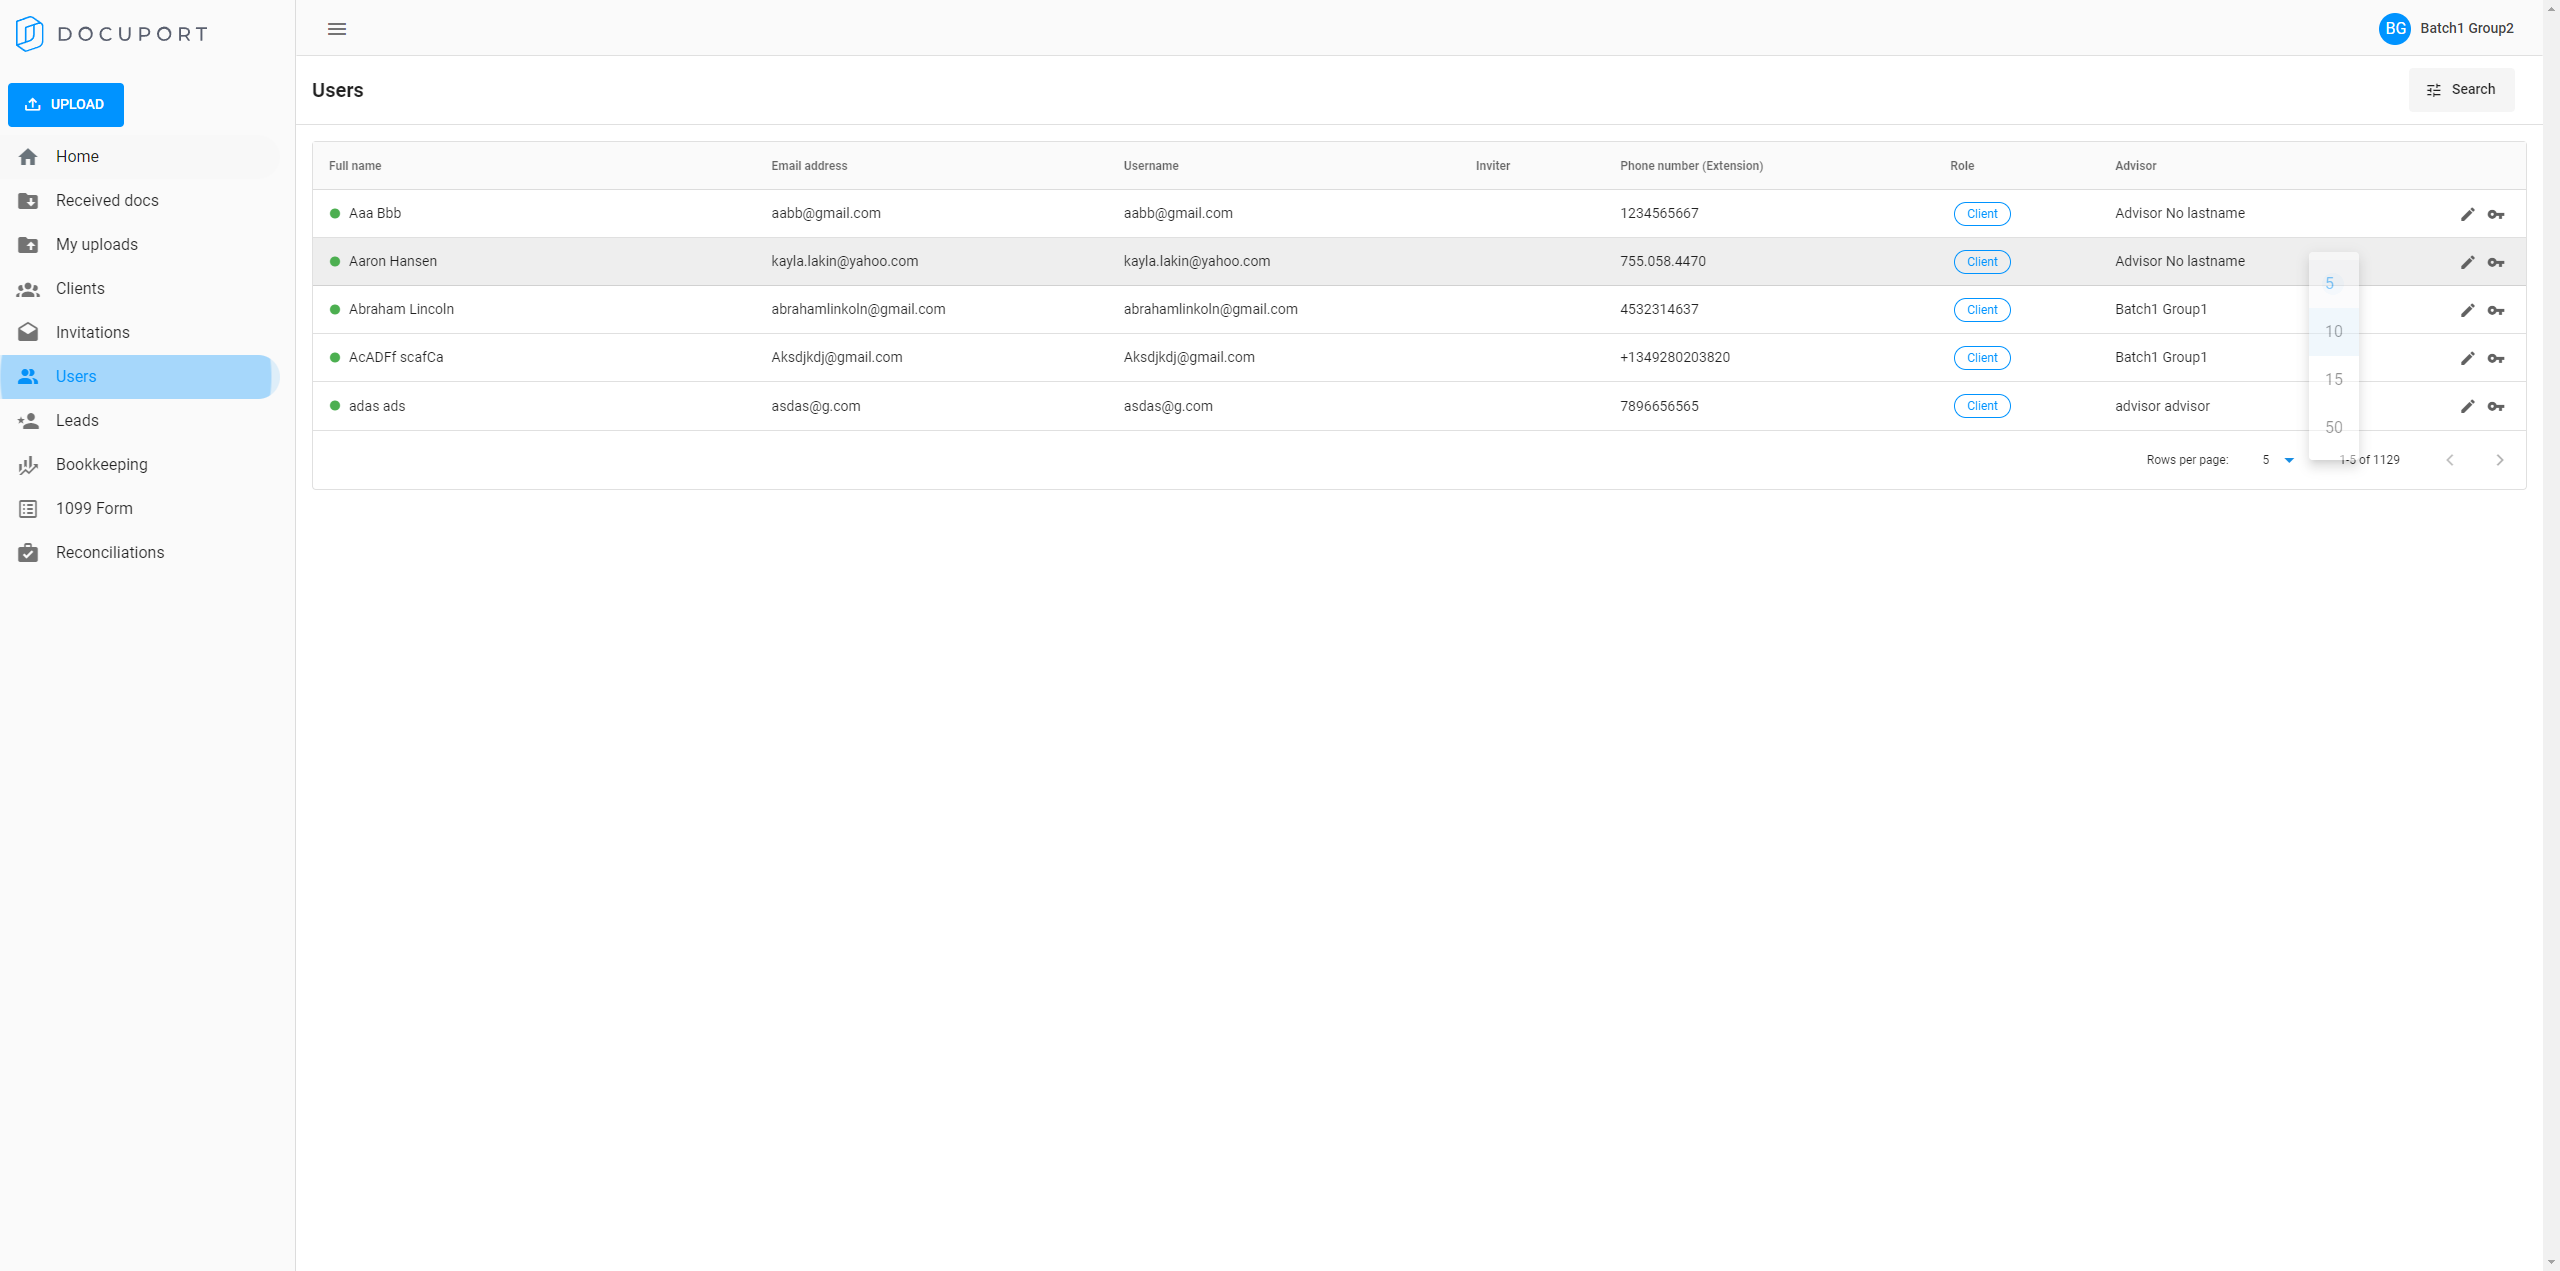 DOCUPORT
BG Batch1 Group2
UPLOAD
Users
Search
Home
Received docs
My uploads
Clients
Invitations
Users
Leads
Bookkeeping
1099 Form
Reconciliations
Full name Email address Username Inviter Phone number (Extension) Role Advisor
Aaa Bbb aabb@gmail.com aabb@gmail.com 1234565667 Client Advisor No lastname
Aaron Hansen kayla.lakin@yahoo.com kayla.lakin@yahoo.com 755.058.4470 Client Advisor No lastname
Abraham Lincoln abrahamlinkoln@gmail.com abrahamlinkoln@gmail.com 4532314637 Client Batch1 Group1
AcADFf scafCa Aksdjkdj@gmail.com Aksdjkdj@gmail.com +1349280203820 Client Batch1 Group1
adas ads asdas@g.com asdas@g.com 7896656565 Client advisor advisor
5
10
15
50
Rows per page: 5 1-5 of 1129